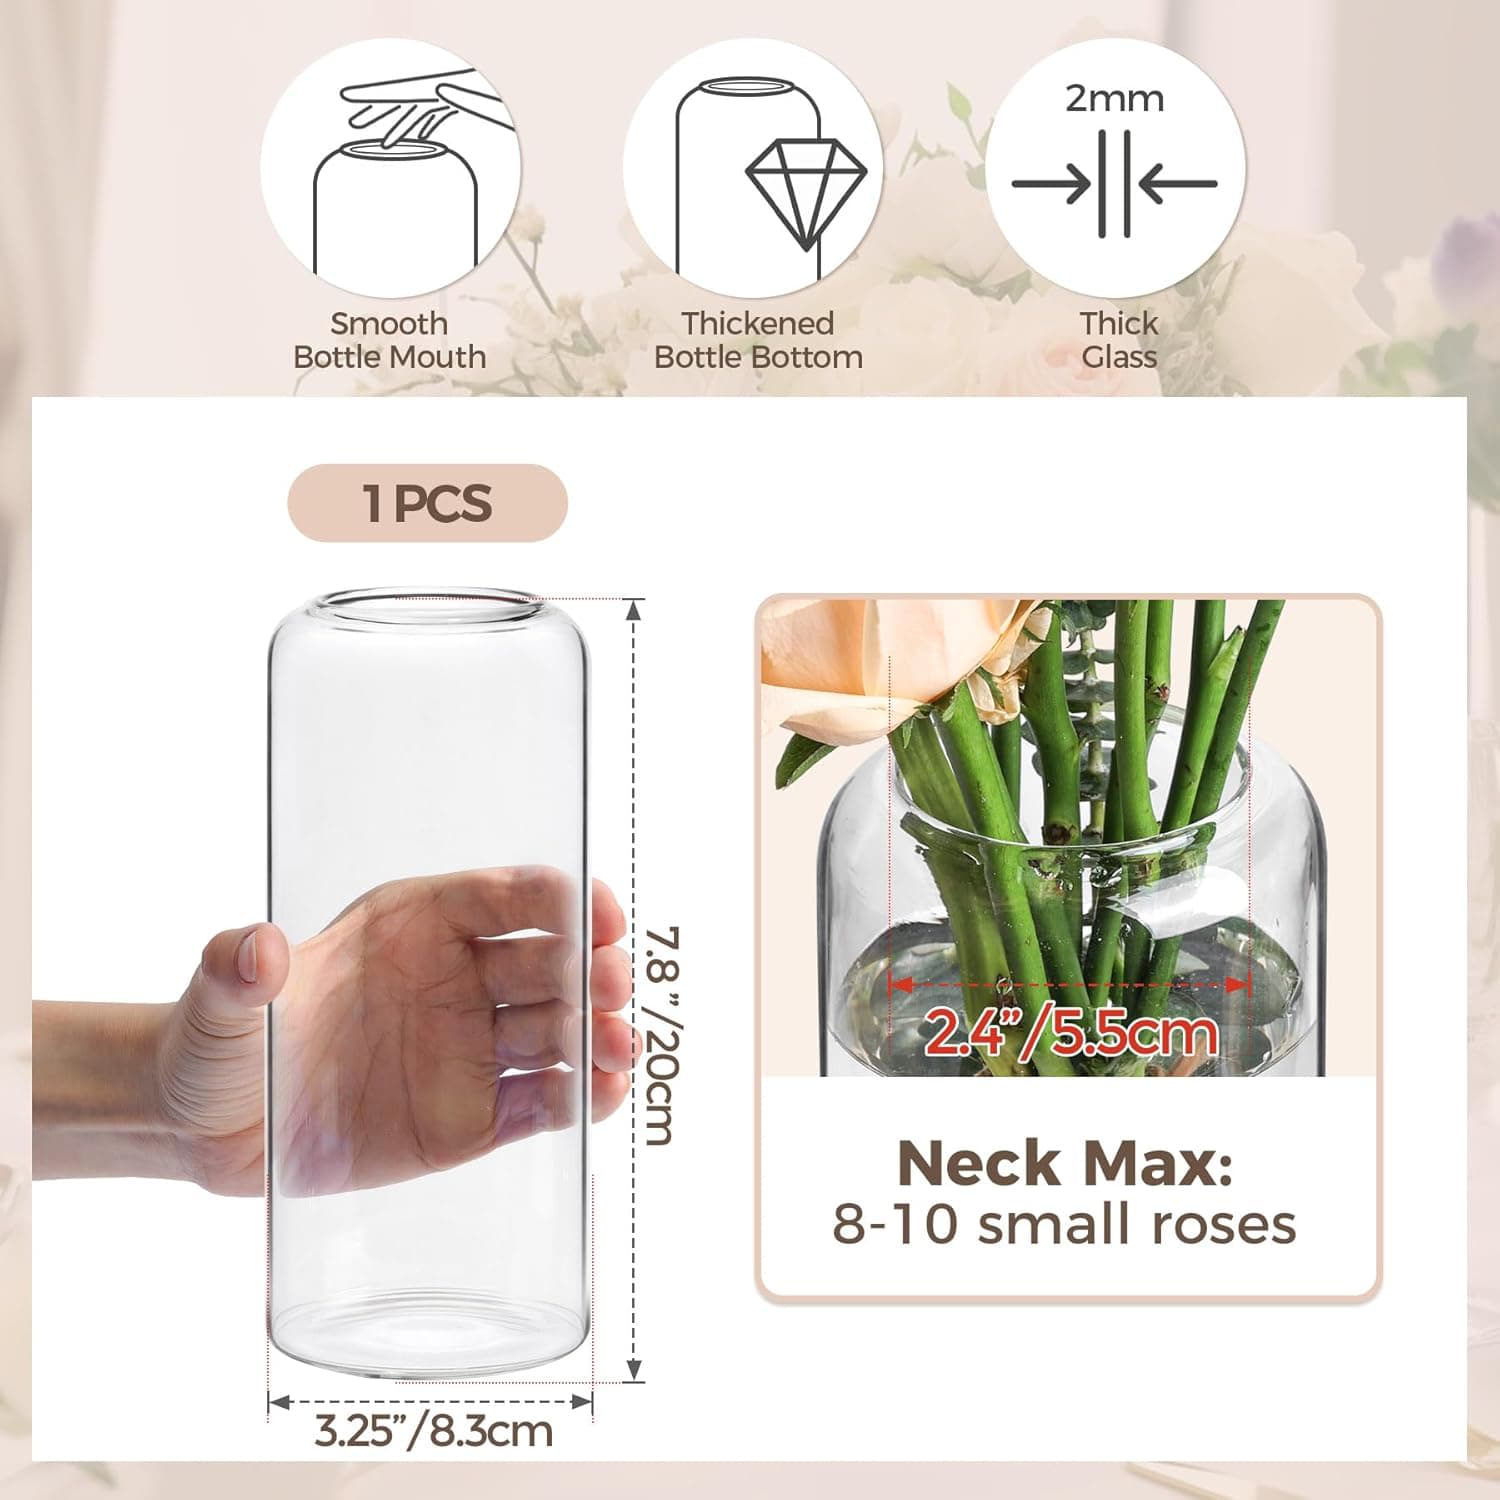 2mm
Smooth
Bottle Mouth
Thickened
Bottle Bottom
Thick
Glass
1 PCS
7.8”/20cm
3.25”/8.3cm
2.4”/5.5cm
Neck Max:
8-10 small roses